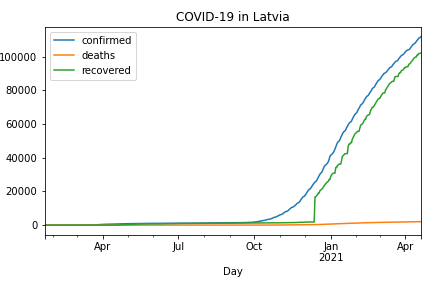 COVID-19 in Latvia
confirmed
deaths
recovered
100000
80000
60000
40000
20000
0
Apr Jul Oct Jan Apr
2021
Day